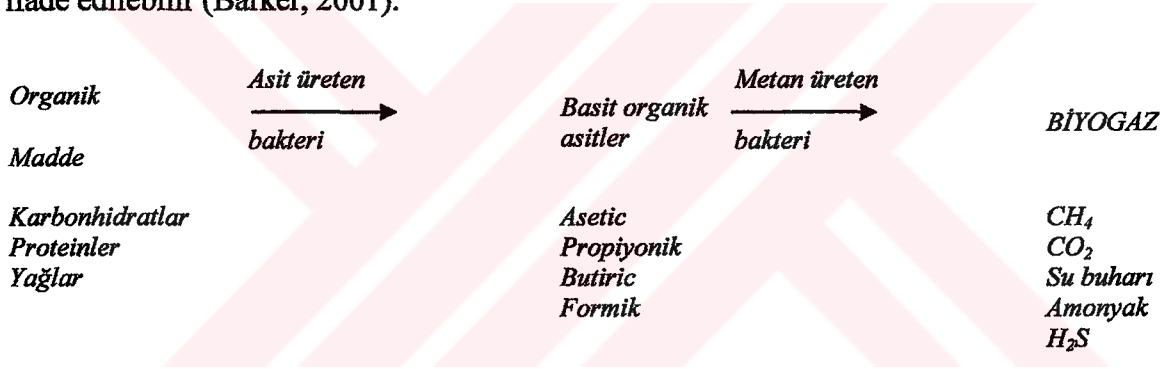 ifade edilebilir (Barker, 2001).
Organik
Madde
Asit üreten
bakteri
Basit organik
asitler
Metan üreten
bakteri
BİYOGAZ
Karbonhidratlar
Proteinler
Yağlar
Asetic
Propiyonik
Butiric
Formik
CH₄
CO₂
Su buharı
Amonyak
H₂S